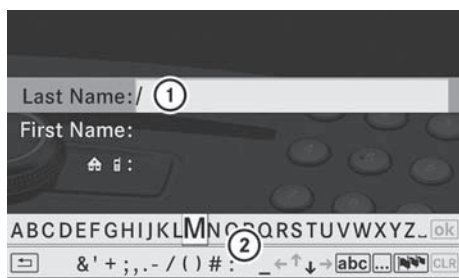 Last Name:/ 1
First Name:
:
ABCDEFGHIJKLMNOPQRSTUVWXYZ_ ok
2
& ' + ; , . - / ( ) # : _ ← ↑ ↓ → abc ... CLR